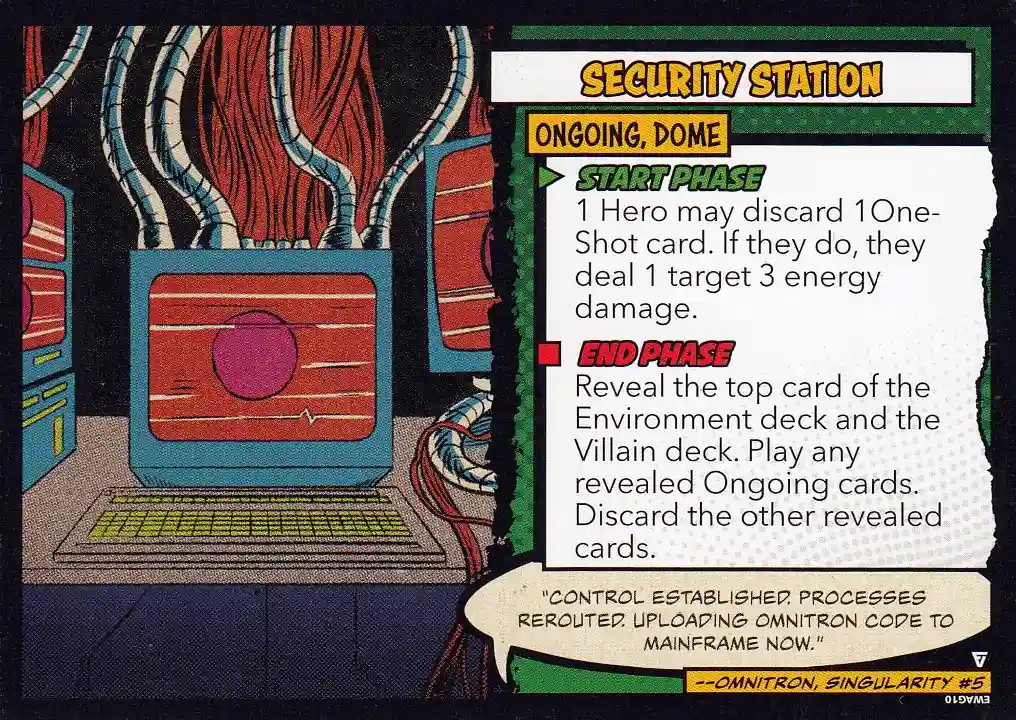 SECURITY STATION
ONGOING, DOME
START PHASE
1 Hero may discard 1One-
Shot card. If they do, they
deal 1 target 3 energy
damage.
END PHASE
Reveal the top card of the
Environment deck and the
Villain deck. Play any
revealed Ongoing cards.
Discard the other revealed
cards.
"CONTROL ESTABLISHED. PROCESSES
REROUTED. UPLOADING OMNITRON CODE TO
MAINFRAME NOW."
--OMNITRON, SINGULARITY #5
EWAG10